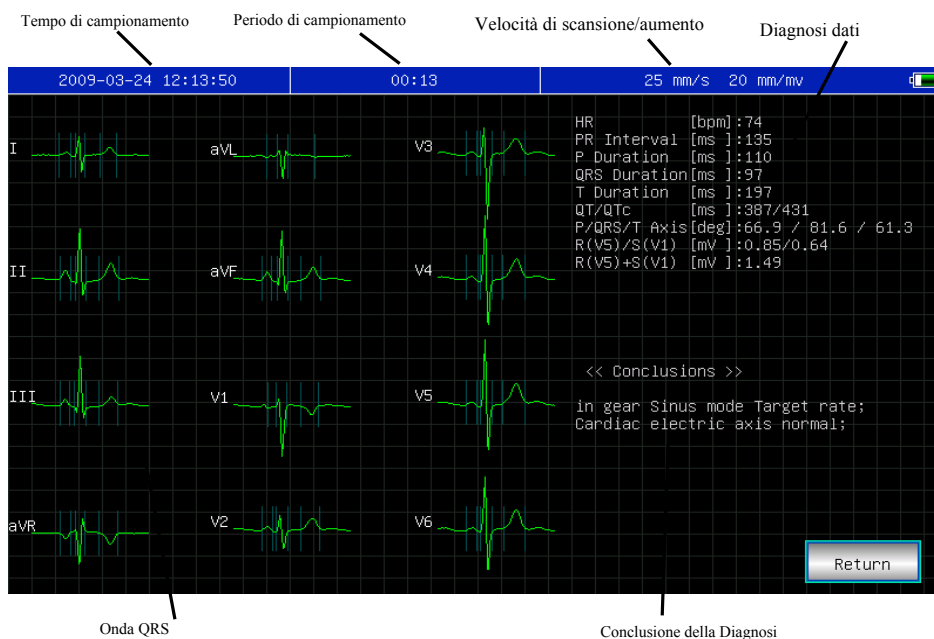 Tempo di campionamento
Periodo di campionamento
Velocità di scansione/aumento
Diagnosi dati
2009-03-24 12:13:50
00:13
25 mm/s 20 mm/mv
I
aVL
V3
II
aVF
V4
III
V1
V5
aVR
V2
V6
HR [bpm]:74
PR Interval [ms ]:135
P Duration [ms ]:110
QRS Duration[ms ]:97
T Duration [ms ]:197
QT/QTc [ms ]:387/431
P/QRS/T Axis[deg]:66.9 / 81.6 / 61.3
R(V5)/S(V1) [mV ]:0.85/0.64
R(V5)+S(V1) [mV ]:1.49
<< Conclusions >>
in gear Sinus mode Target rate;
Cardiac electric axis normal;
Return
Onda QRS
Conclusione della Diagnosi